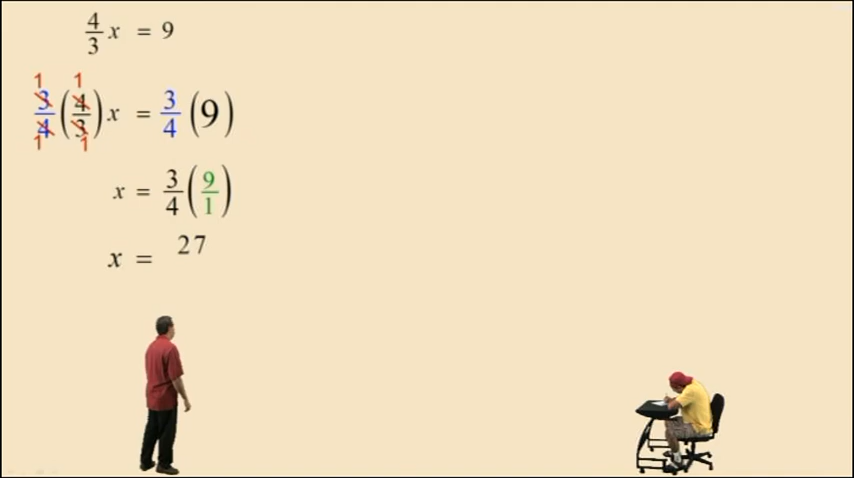 4/3 x = 9
3/4 (4/3) x = 3/4 (9)
1 1 1 1
x = 3/4 (9/1)
x = 27